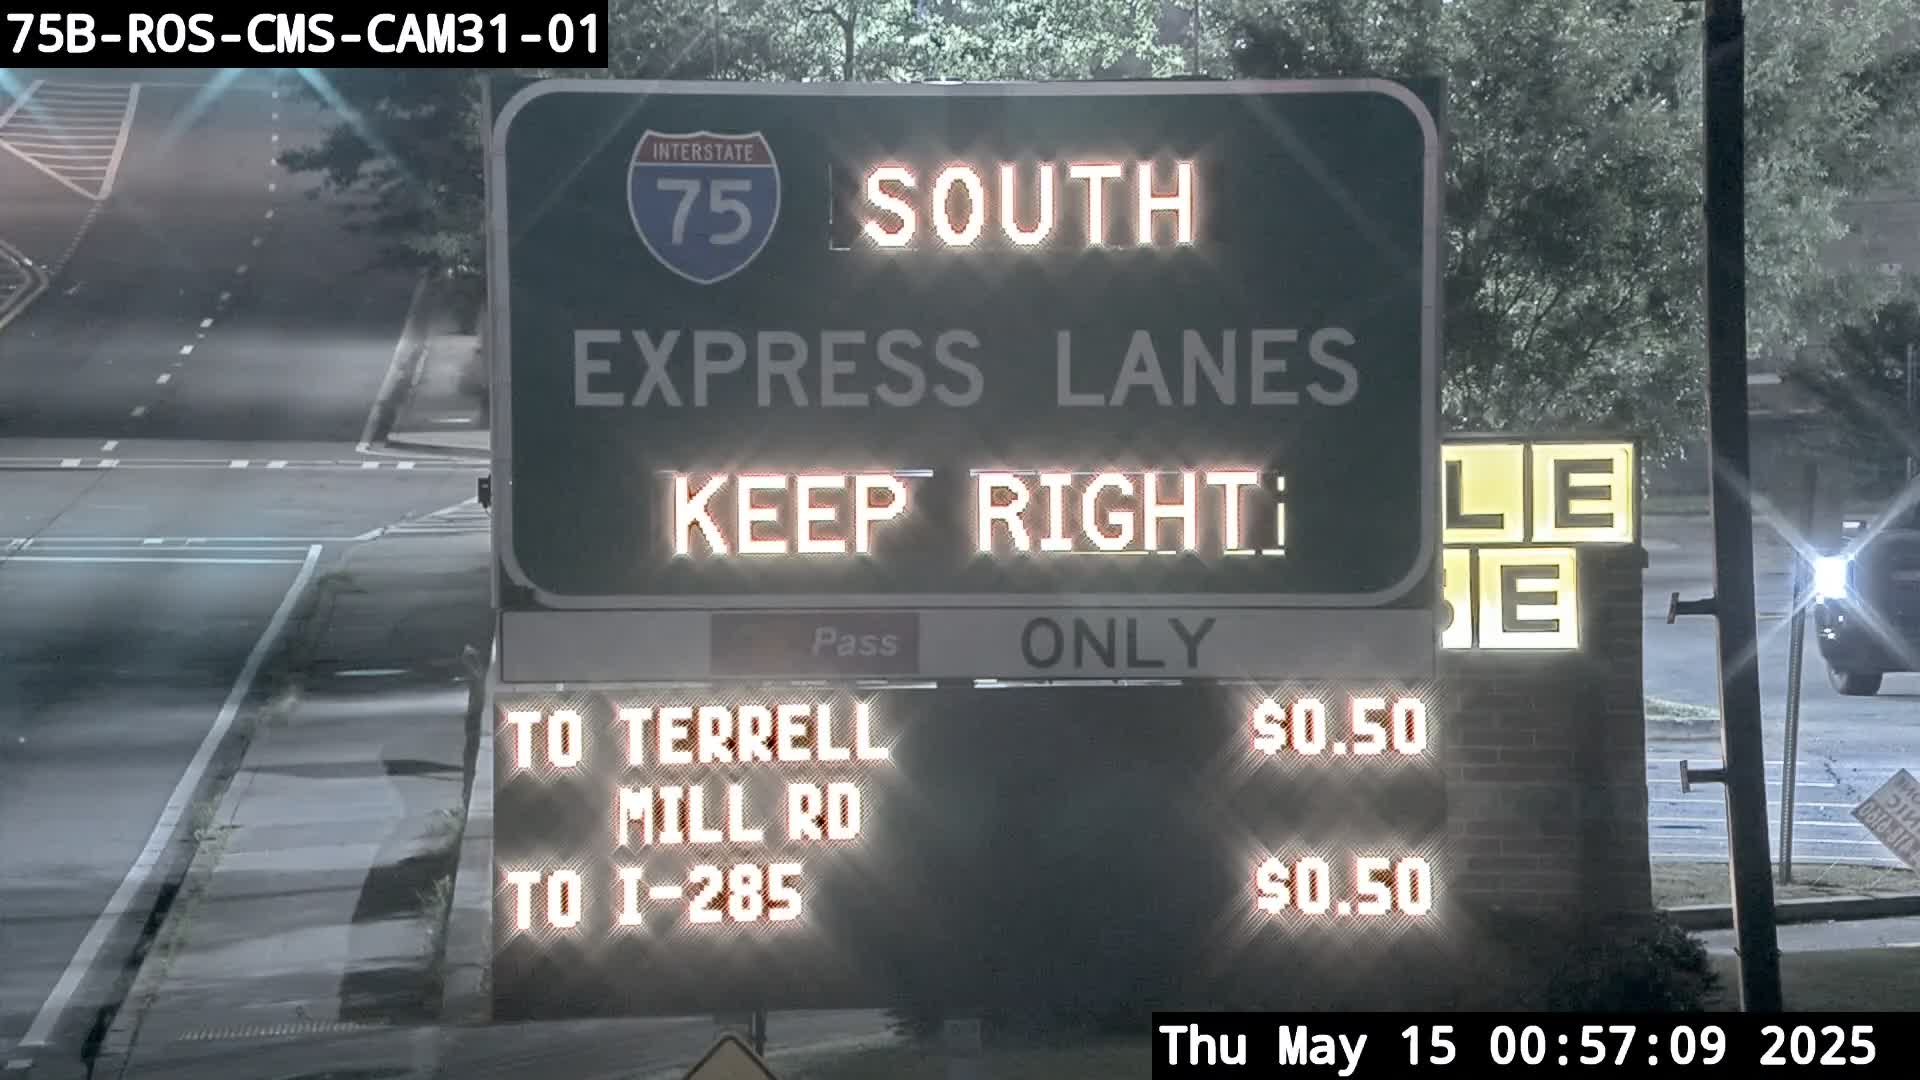 75B-ROS-CMS-CAM31-01
INTERSTATE
75
SOUTH
EXPRESS LANES
KEEP RIGHT
Pass ONLY
TO TERRELL $0.50
MILL RD
TO I-285 $0.50
LE
E
Thu May 15 00:57:09 2025